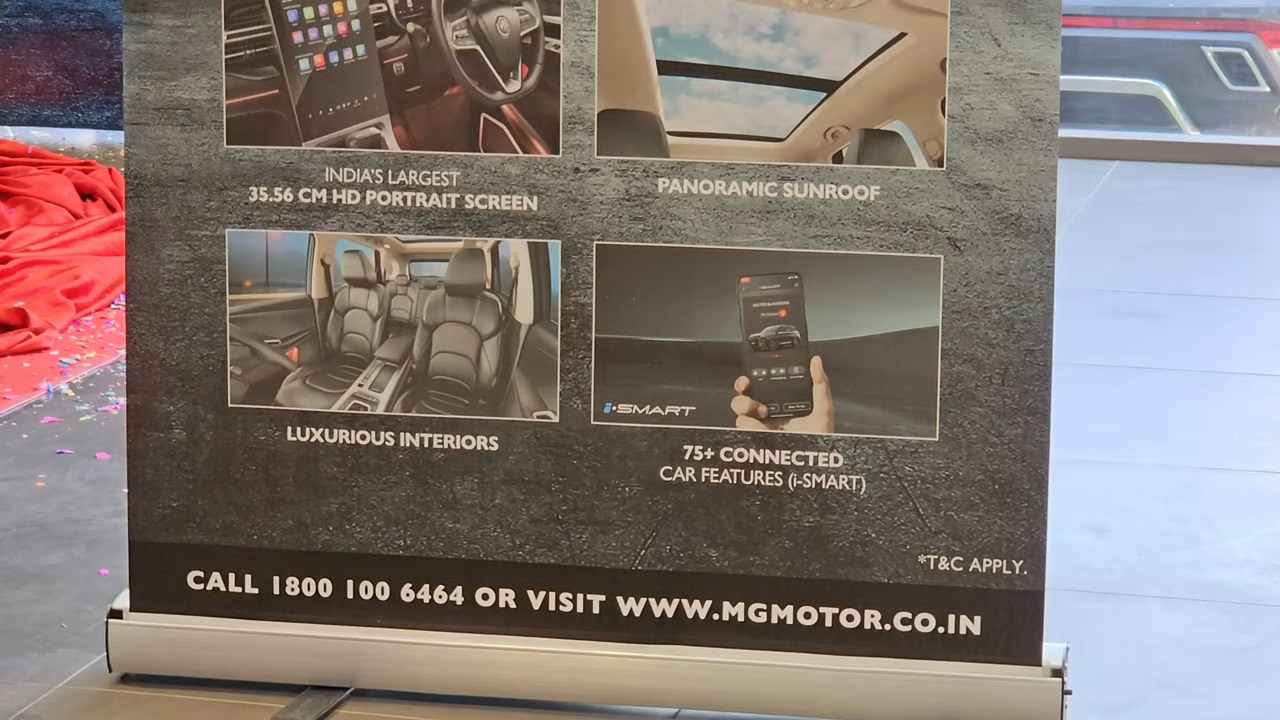 INDIA'S LARGEST
35.56 CM HD PORTRAIT SCREEN
PANORAMIC SUNROOF
LUXURIOUS INTERIORS
i-SMART
75+ CONNECTED
CAR FEATURES (i-SMART)
*T&C APPLY.
CALL 1800 100 6464 OR VISIT WWW.MGMOTOR.CO.IN